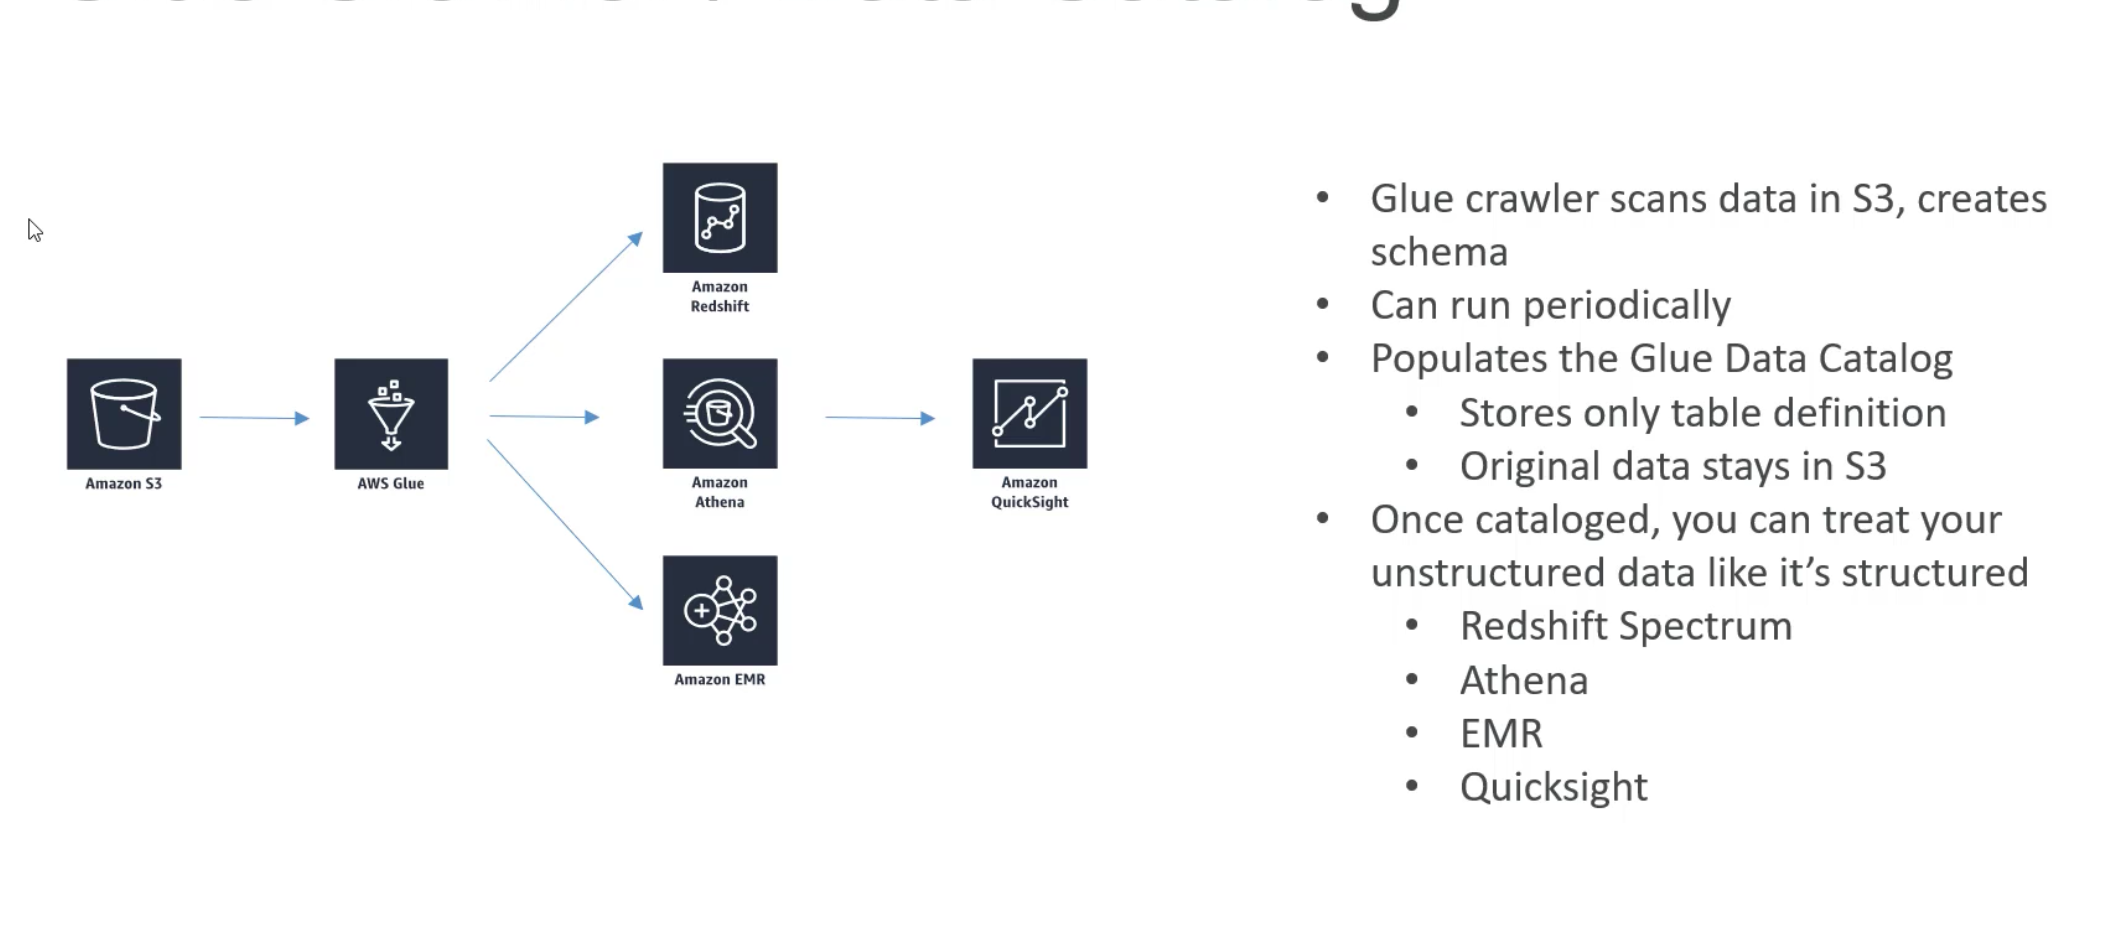 Amazon
Redshift
Amazon S3
AWS Glue
Amazon
Athena
Amazon
QuickSight
Amazon EMR
• Glue crawler scans data in S3, creates
schema
• Can run periodically
• Populates the Glue Data Catalog
• Stores only table definition
• Original data stays in S3
• Once cataloged, you can treat your
unstructured data like it’s structured
• Redshift Spectrum
• Athena
• EMR
• Quicksight